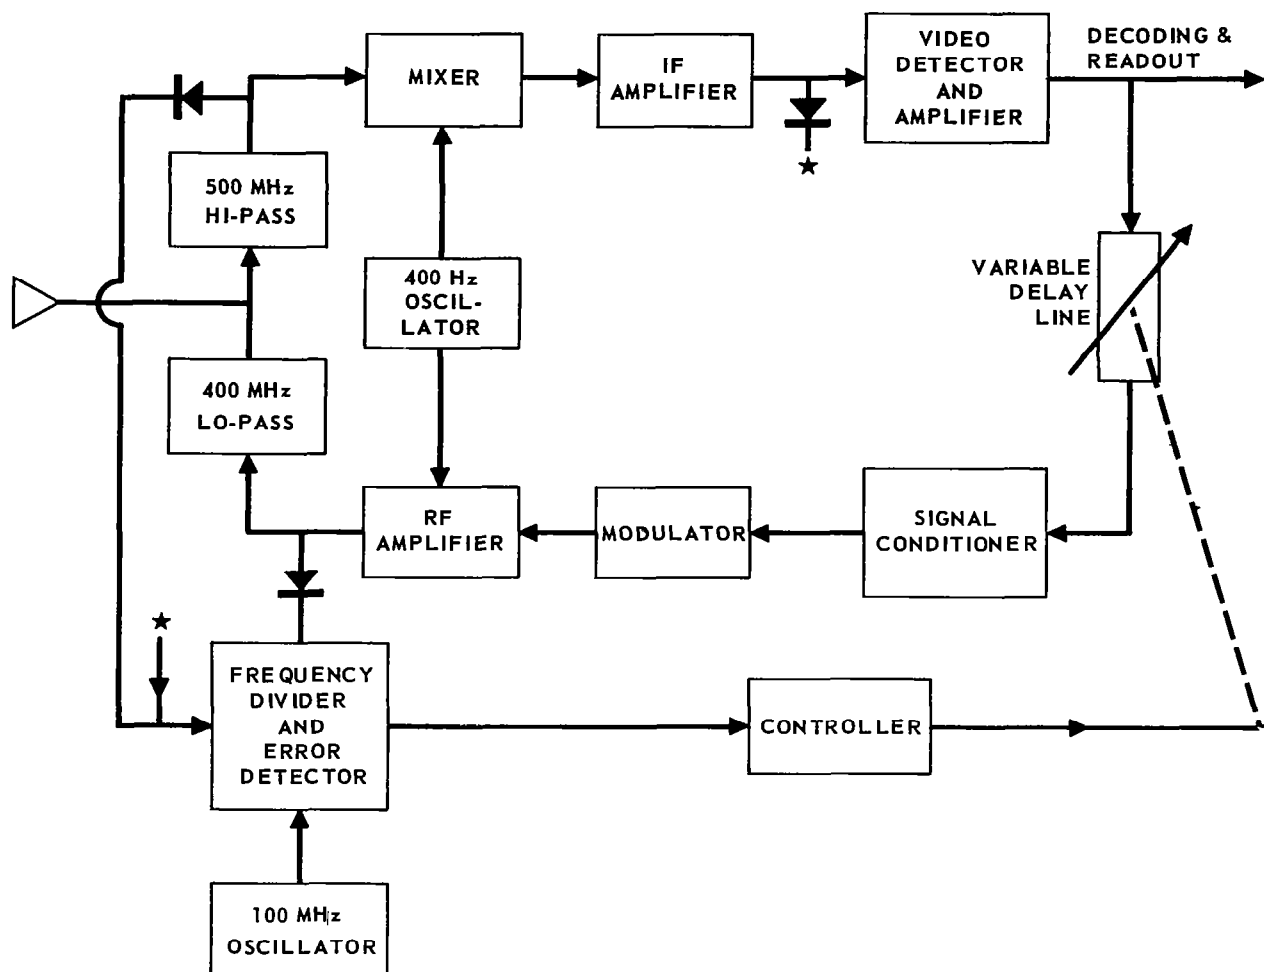 MIXER
IF
AMPLIFIER
VIDEO
DETECTOR
AND
AMPLIFIER
DECODING &
READOUT
500 MHz
HI-PASS
400 Hz
OSCIL-
LATOR
VARIABLE
DELAY
LINE
400 MHz
LO-PASS
RF
AMPLIFIER
MODULATOR
SIGNAL
CONDITIONER
FREQUENCY
DIVIDER
AND
ERROR
DETECTOR
CONTROLLER
100 MHz
OSCILLATOR